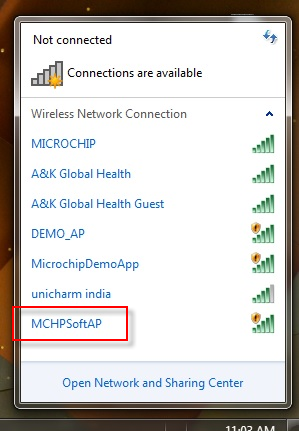 Not connected
Connections are available
Wireless Network Connection
MICROCHIP
A&K Global Health
A&K Global Health Guest
DEMO_AP
MicrochipDemoApp
unicharm india
MCHPSoftAP
Open Network and Sharing Center
11:03 AM